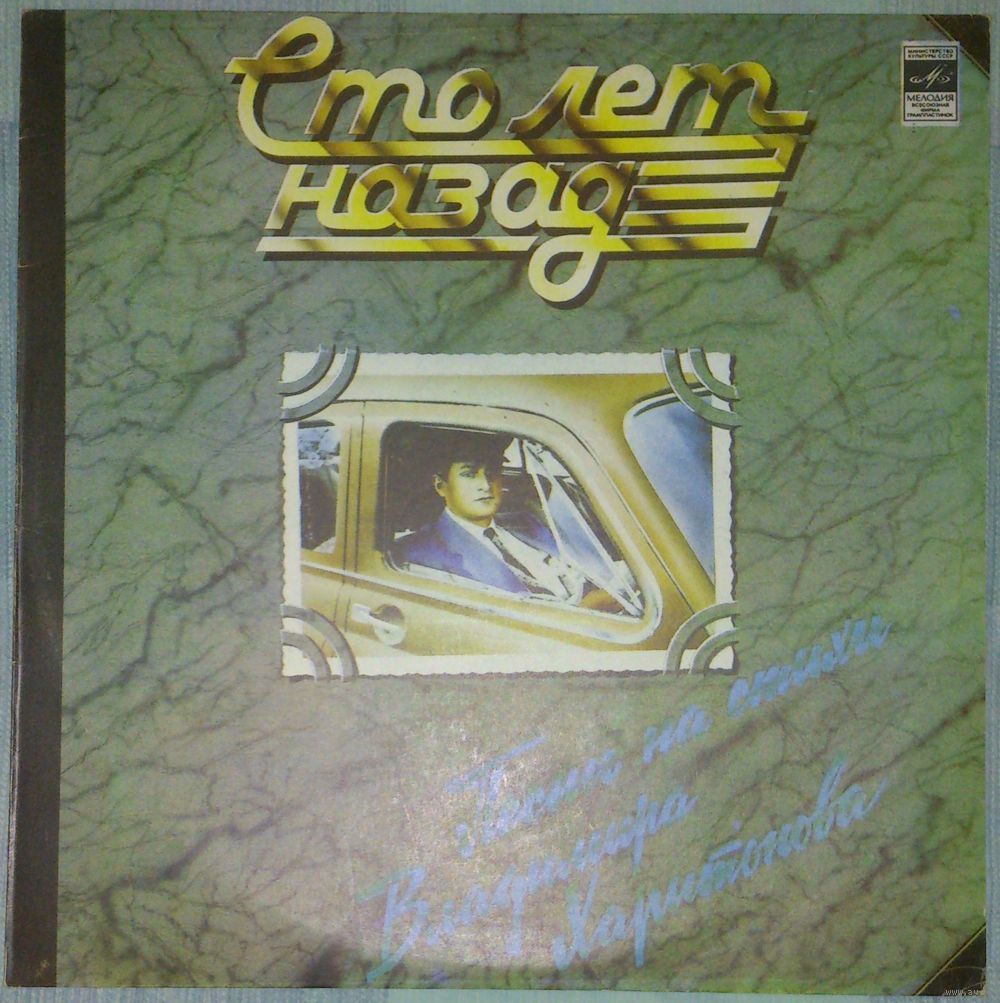 Сто лет
назад
МИНИСТЕРСТВО
КУЛЬТУРЫ СССР
МЕЛОДИЯ
ВСЕСОЮЗНАЯ
ФИРМА
ГРАМПЛАСТИНОК
Песни на стихи
Владимира
Харитонова